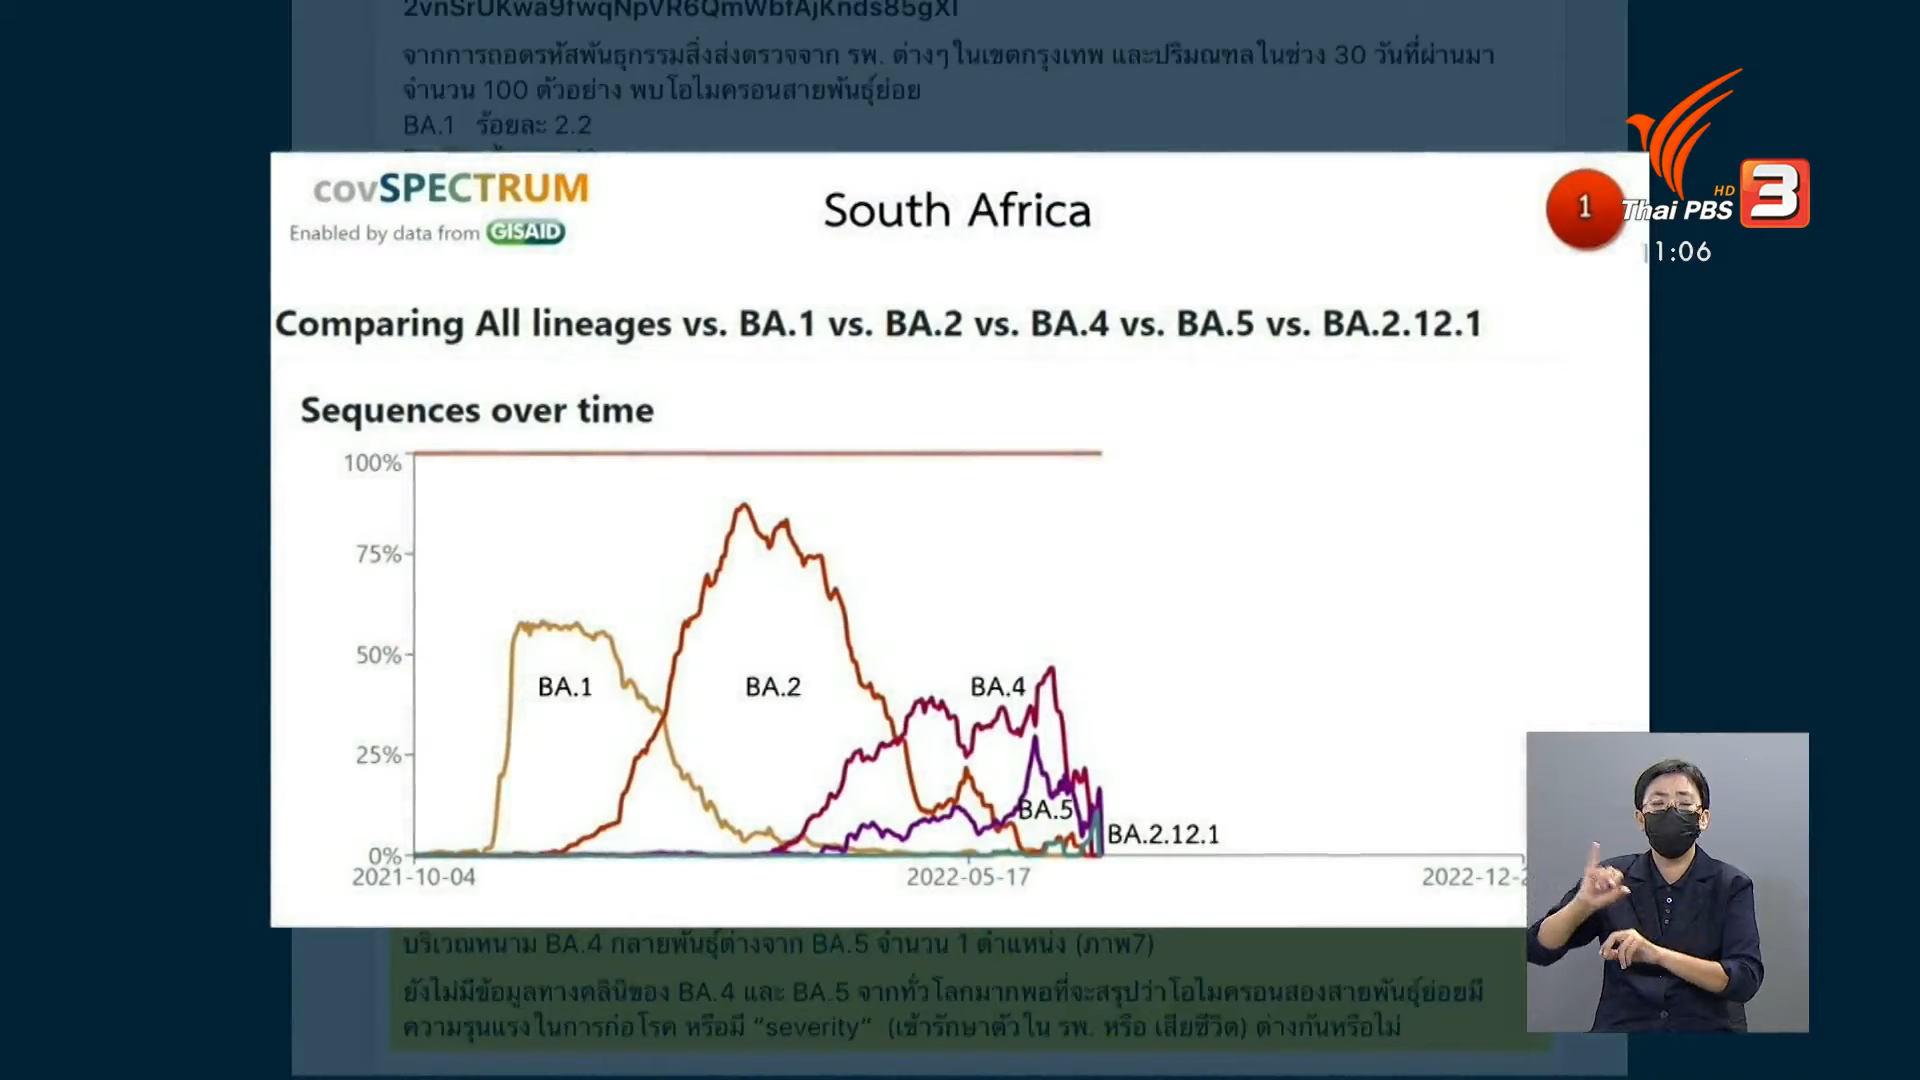 จากการถอดรหัสพันธุกรรมสิ่งส่งตรวจจาก รพ. ต่างๆในเขตกรุงเทพ และปริมณฑลในช่วง 30 วันที่ผ่านมา
จำนวน 100 ตัวอย่าง พบโอไมครอนสายพันธุ์ย่อย
BA.1 ร้อยละ 2.2
covSPECTRUM
Enabled by data from GISAID
South Africa
1
HD
Thai PBS 3
11:06
Comparing All lineages vs. BA.1 vs. BA.2 vs. BA.4 vs. BA.5 vs. BA.2.12.1
Sequences over time
100%
75%
50%
25%
0%
BA.1
BA.2
BA.4
BA.5
BA.2.12.1
2021-10-04
2022-05-17
2022-12-2
บริเวณหนาม BA.4 กลายพันธุ์ต่างจาก BA.5 จำนวน 1 ตำแหน่ง (ภาพ7)
ยังไม่มีข้อมูลทางคลินิของ BA.4 และ BA.5 จากทั่วโลกมากพอที่จะสรุปว่าโอไมครอนสองสายพันธุ์ย่อยมี
ความรุนแรงในการก่อโรค หรือมี “severity” (เข้ารักษาตัวใน รพ. หรือ เสียชีวิต) ต่างกันหรือไม่